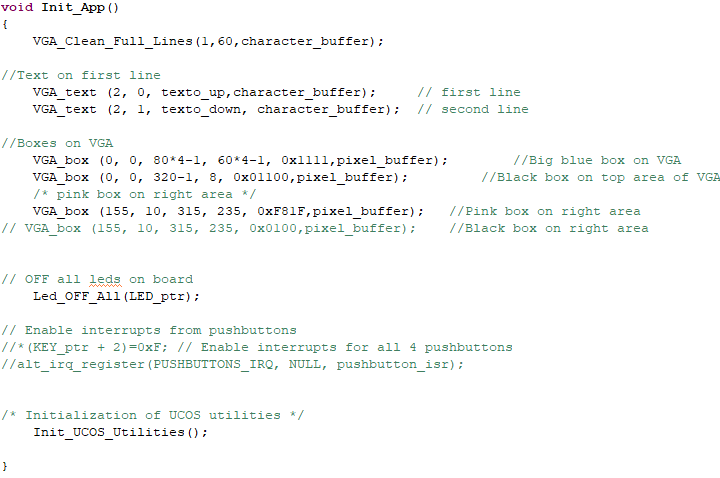 void Init_App()
{
    VGA_Clean_Full_Lines(1,60,character_buffer);

//Text on first line
    VGA_text (2, 0, texto_up,character_buffer);     // first line
    VGA_text (2, 1, texto_down, character_buffer);  // second line

//Boxes on VGA
    VGA_box (0, 0, 80*4-1, 60*4-1, 0x1111,pixel_buffer);        //Big blue box on VGA
    VGA_box (0, 0, 320-1, 8, 0x01100,pixel_buffer);         //Black box on top area of VGA
    /* pink box on right area */
    VGA_box (155, 10, 315, 235, 0xF81F,pixel_buffer);   //Pink box on right area
// VGA_box (155, 10, 315, 235, 0x0100,pixel_buffer);    //Black box on right area


// OFF all leds on board
    Led_OFF_All(LED_ptr);

// Enable interrupts from pushbuttons
//*(KEY_ptr + 2)=0xF; // Enable interrupts for all 4 pushbuttons
//alt_irq_register(PUSHBUTTONS_IRQ, NULL, pushbutton_isr);


/* Initialization of UCOS utilities */
    Init_UCOS_Utilities();

}